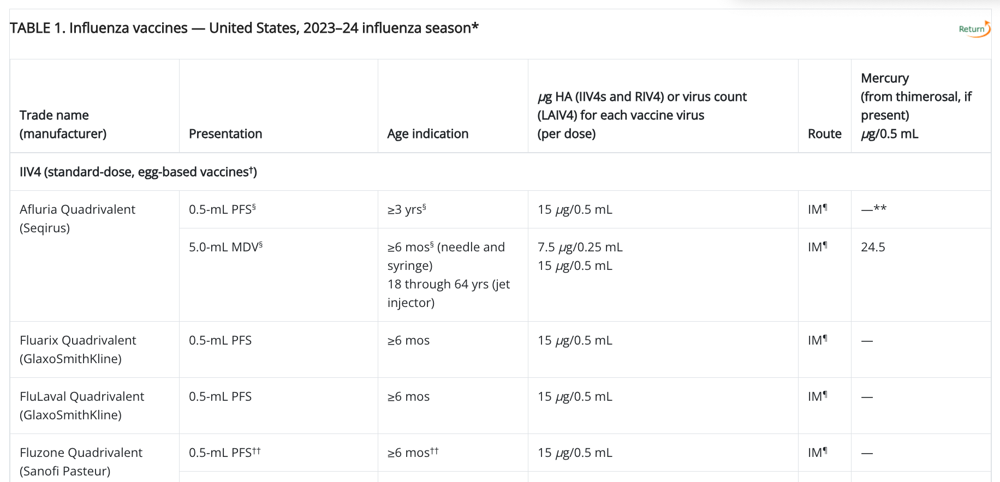 TABLE 1. Influenza vaccines — United States, 2023–24 influenza season*
Return
Trade name
(manufacturer)
Presentation
Age indication
µg HA (IIV4s and RIV4) or virus count
(LAIV4) for each vaccine virus
(per dose)
Route
Mercury
(from thimerosal, if
present)
µg/0.5 mL
IIV4 (standard-dose, egg-based vaccines†)
Afluria Quadrivalent
(Seqirus)
0.5-mL PFS§
≥3 yrs§
15 µg/0.5 mL
IM¶
—**
5.0-mL MDV§
≥6 mos§ (needle and
syringe)
18 through 64 yrs (jet
injector)
7.5 µg/0.25 mL
15 µg/0.5 mL
IM¶
24.5
Fluarix Quadrivalent
(GlaxoSmithKline)
0.5-mL PFS
≥6 mos
15 µg/0.5 mL
IM¶
—
FluLaval Quadrivalent
(GlaxoSmithKline)
0.5-mL PFS
≥6 mos
15 µg/0.5 mL
IM¶
—
Fluzone Quadrivalent
(Sanofi Pasteur)
0.5-mL PFS††
≥6 mos††
15 µg/0.5 mL
IM¶
—